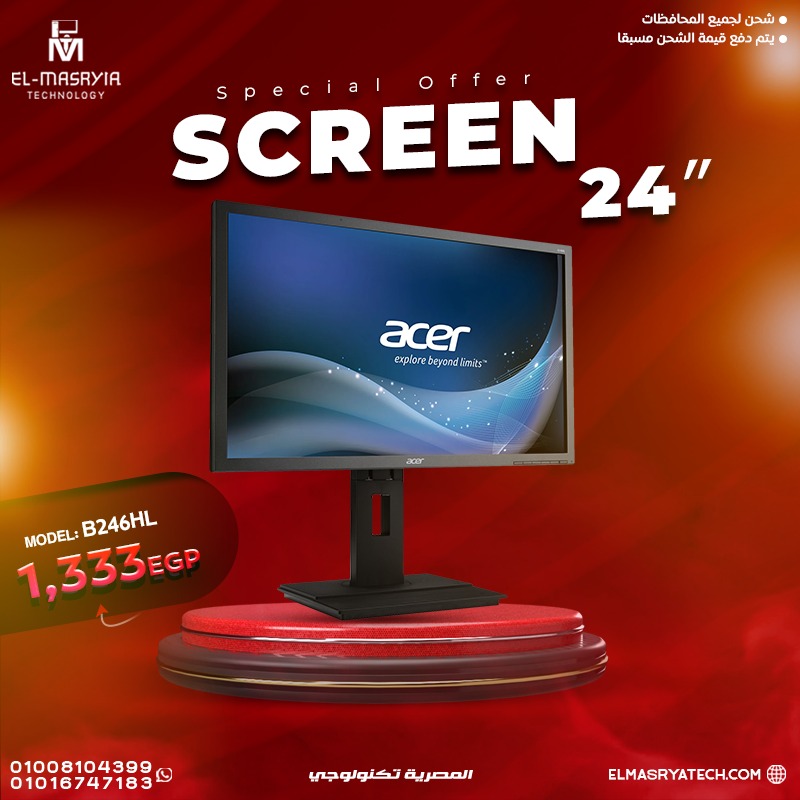 EL-MASRYIA
TECHNOLOGY
● شحن لجميع المحافظات
● يتم دفع قيمة الشحن مسبقا
Special Offer
SCREEN
24"
acer
explore beyond limits™
acer
MODEL: B246HL
1,333EGP
01008104399
01016747183
المصرية تكنولوجي
ELMASRYATECH.COM